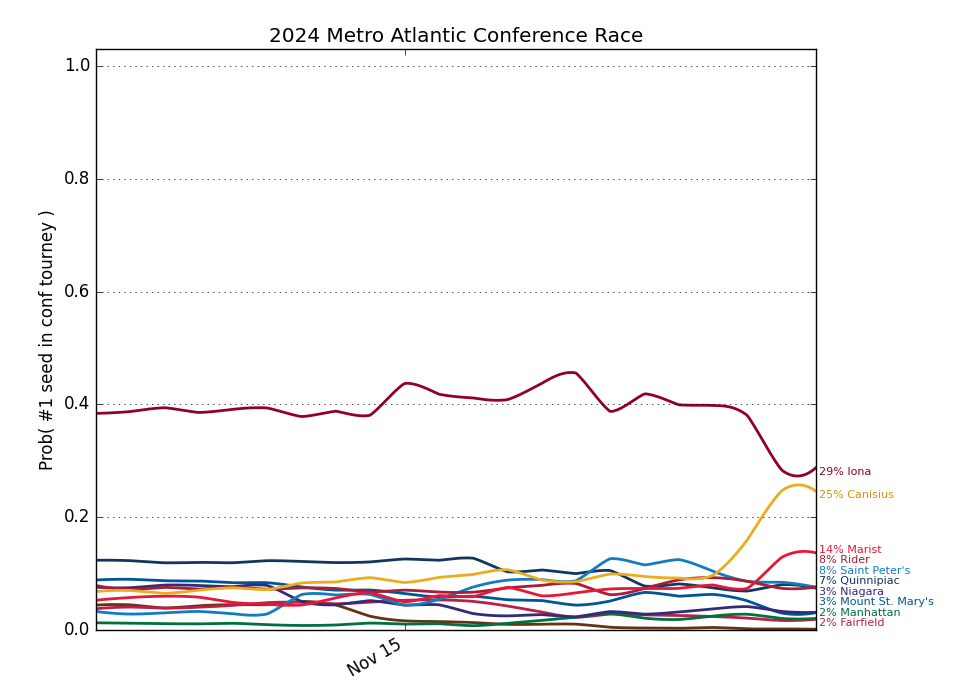 2024 Metro Atlantic Conference Race
Prob( #1 seed in conf tourney )
1.0
0.8
0.6
0.4
0.2
0.0
Nov 15
29% Iona
25% Canisius
14% Marist
8% Rider
8% Saint Peter's
7% Quinnpiac
3% Niagara
3% Mount St. Mary's
2% Manhattan
2% Fairfield